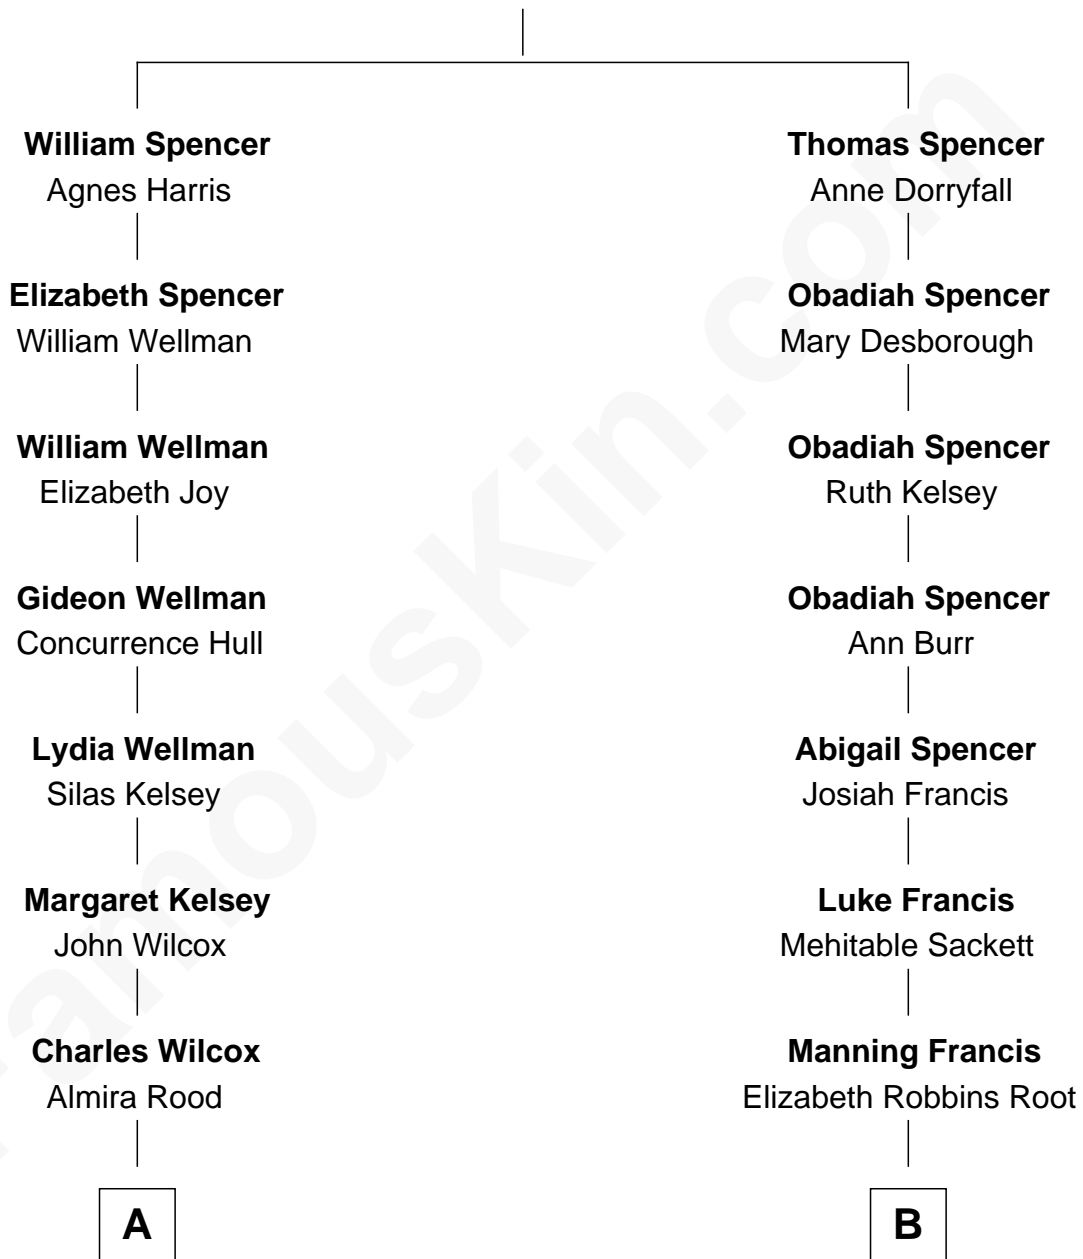 William Spencer
Agnes Harris
Elizabeth Spencer
William Wellman
William Wellman
Elizabeth Joy
Gideon Wellman
Concurrence Hull
Lydia Wellman
Silas Kelsey
Margaret Kelsey
John Wilcox
Charles Wilcox
Almira Rood
A
Thomas Spencer
Anne Dorryfall
Obadiah Spencer
Mary Desborough
Obadiah Spencer
Ruth Kelsey
Obadiah Spencer
Ann Burr
Abigail Spencer
Josiah Francis
Luke Francis
Mehitable Sackett
Manning Francis
Elizabeth Robbins Root
B
FamousKin.com